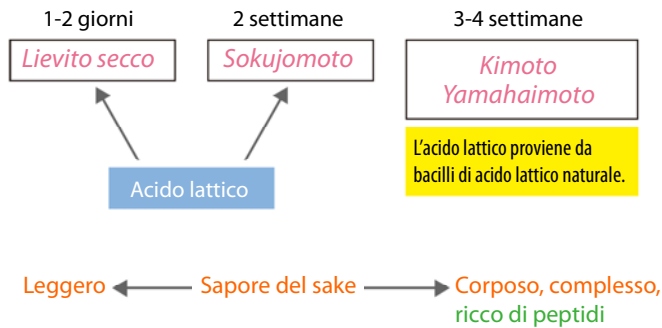 1-2 giorni
2 settimane
3-4 settimane
Lievito secco
Sokujomoto
Kimoto
Yamahaimoto
L'acido lattico proviene da
bacilli di acido lattico naturale.
Acido lattico
Leggero
Sapore del sake
Corposo, complesso,
ricco di peptidi